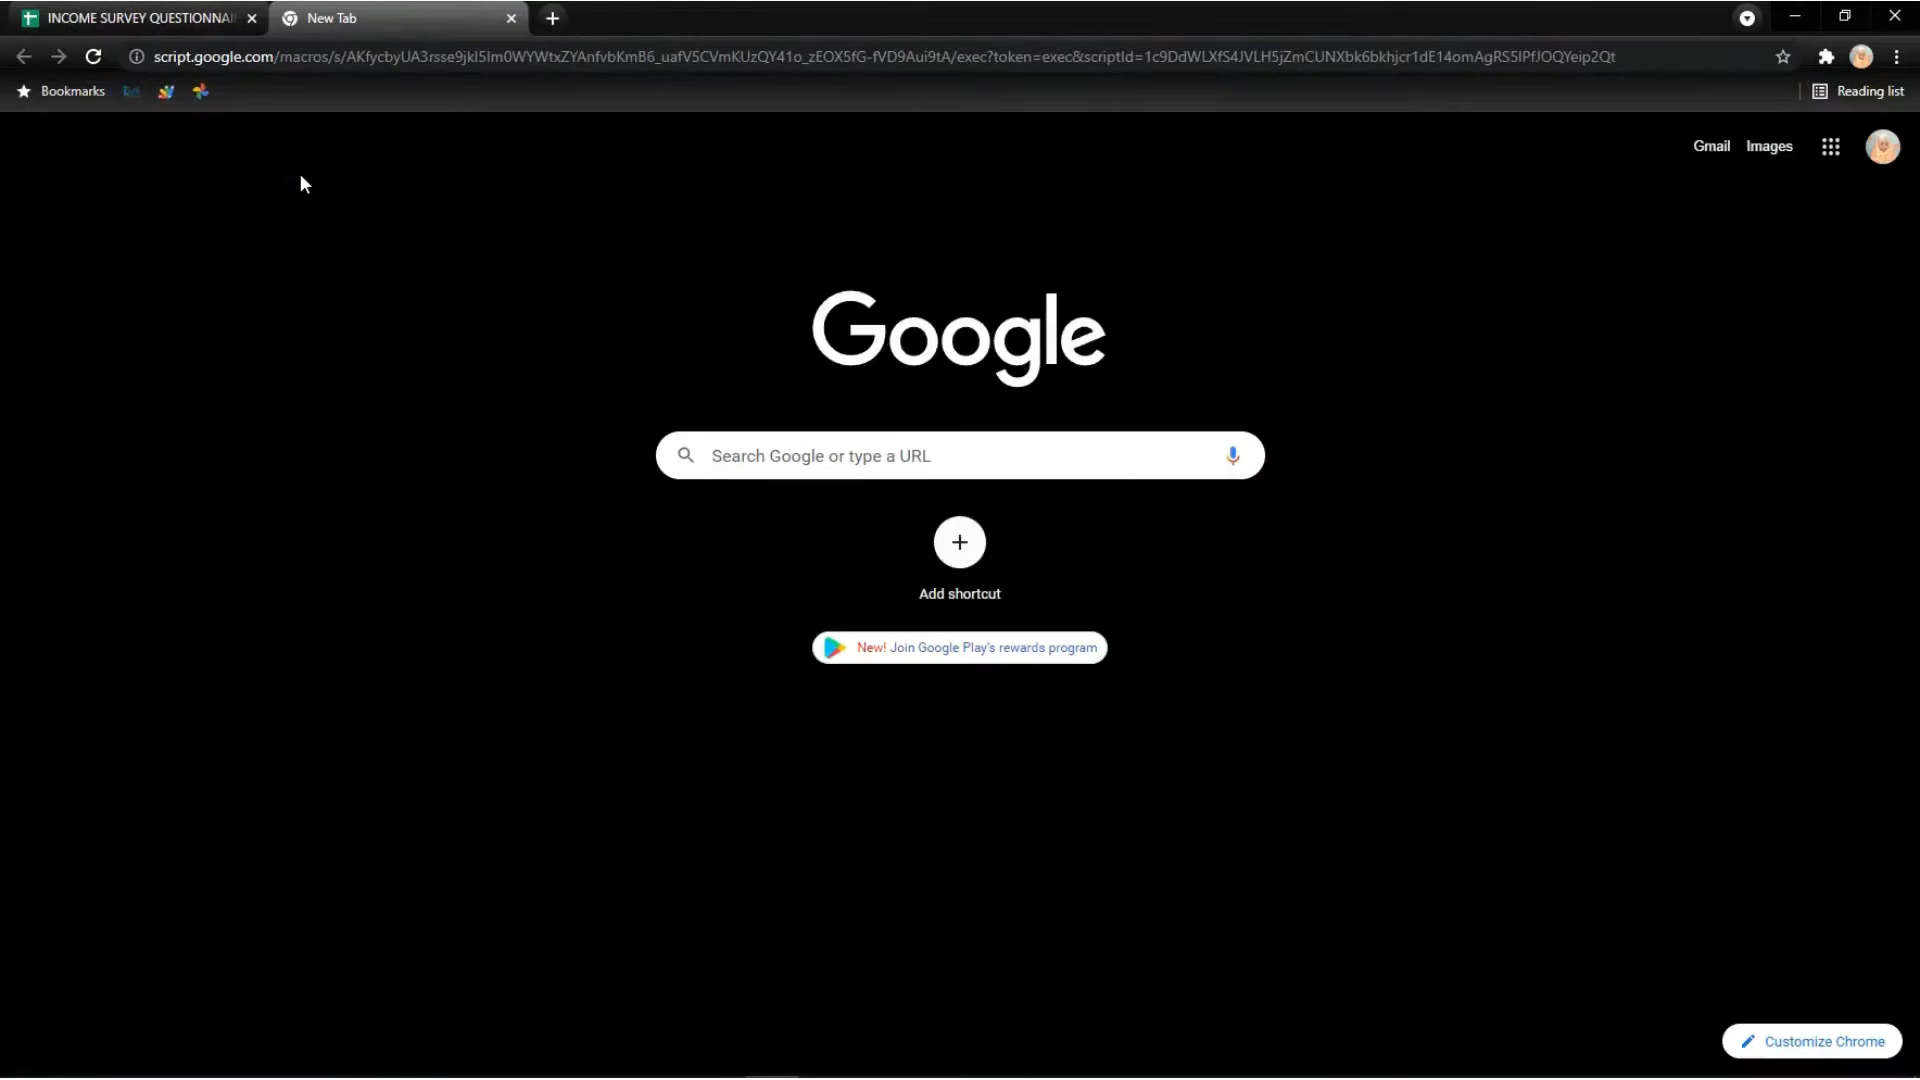 INCOME SURVEY QUESTIONNAI
New Tab
script.google.com/macros/s/AKfycbyUA3rsse9jkI5Im0WYWtxZYAnfvbKmB6_uafV5CVmKUzQY41o_zEOX5fG-fVD9Aui9tA/exec?token=exec&scriptId=1c9DdWLXfS4JVLH5jZmCUNXbk6bkhjcr1dE14omAgRS5IPfJOQYeip2Qt
Bookmarks
Reading list
Gmail Images
Google
Search Google or type a URL
Add shortcut
New! Join Google Play's rewards program
Customize Chrome